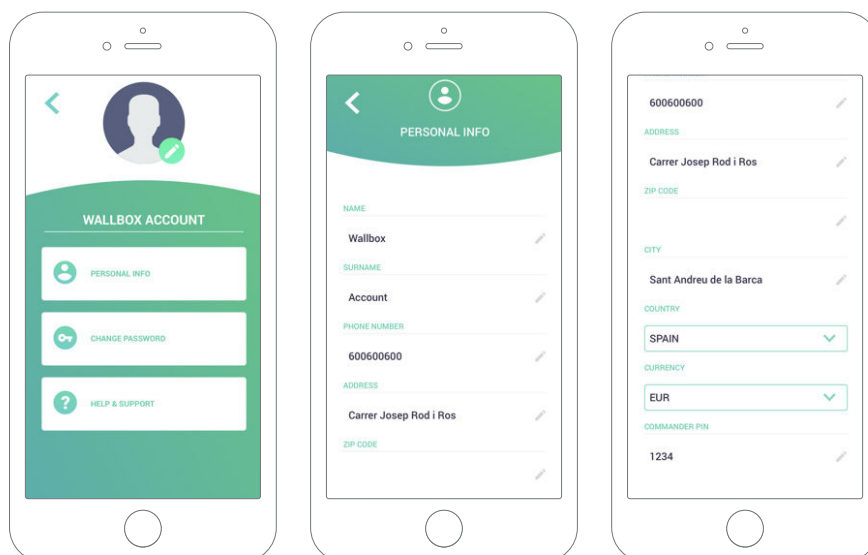 WALLBOX ACCOUNT
PERSONAL INFO
CHANGE PASSWORD
HELP & SUPPORT
PERSONAL INFO
NAME
Wallbox
SURNAME
Account
PHONE NUMBER
600600600
ADDRESS
Carrer Josep Rod i Ros
ZIP CODE
600600600
ADDRESS
Carrer Josep Rod i Ros
ZIP CODE
CITY
Sant Andreu de la Barca
COUNTRY
SPAIN
CURRENCY
EUR
COMMANDER PIN
1234